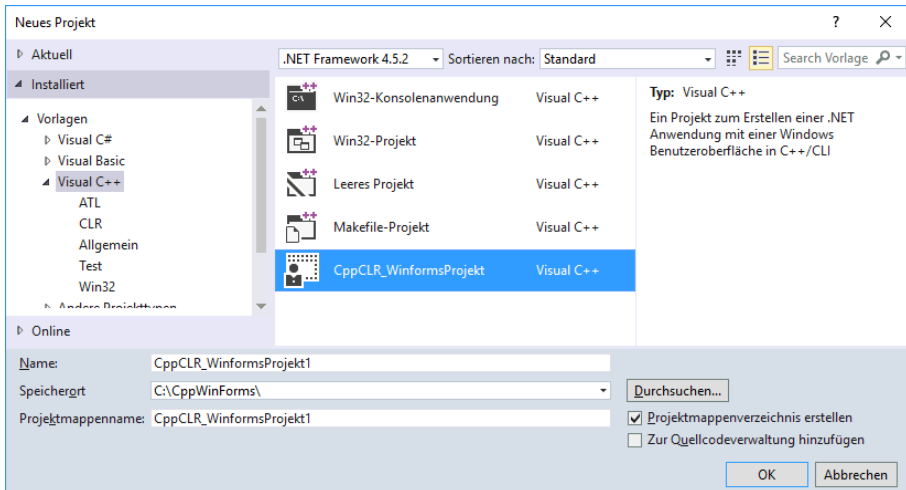 Neues Projekt
Aktuell
.NET Framework 4.5.2 Sortieren nach: Standard
Search Vorlage
Installiert
Vorlagen
Visual C#
Visual Basic
Visual C++
ATL
CLR
Allgemein
Test
Win32
Andere Projekttypen
Online
Win32-Konsolenanwendung Visual C++
Win32-Projekt Visual C++
Leeres Projekt Visual C++
Makefile-Projekt Visual C++
CppCLR_WinformsProjekt Visual C++
Typ: Visual C++
Ein Projekt zum Erstellen einer .NET
Anwendung mit einer Windows
Benutzeroberfläche in C++/CLI
Name: CppCLR_WinformsProjekt1
Speicherort C:\CppWinForms\
Durchsuchen...
Projektmappenname: CppCLR_WinformsProjekt1
Projektmappenverzeichnis erstellen
Zur Quellcodeverwaltung hinzufügen
OK Abbrechen